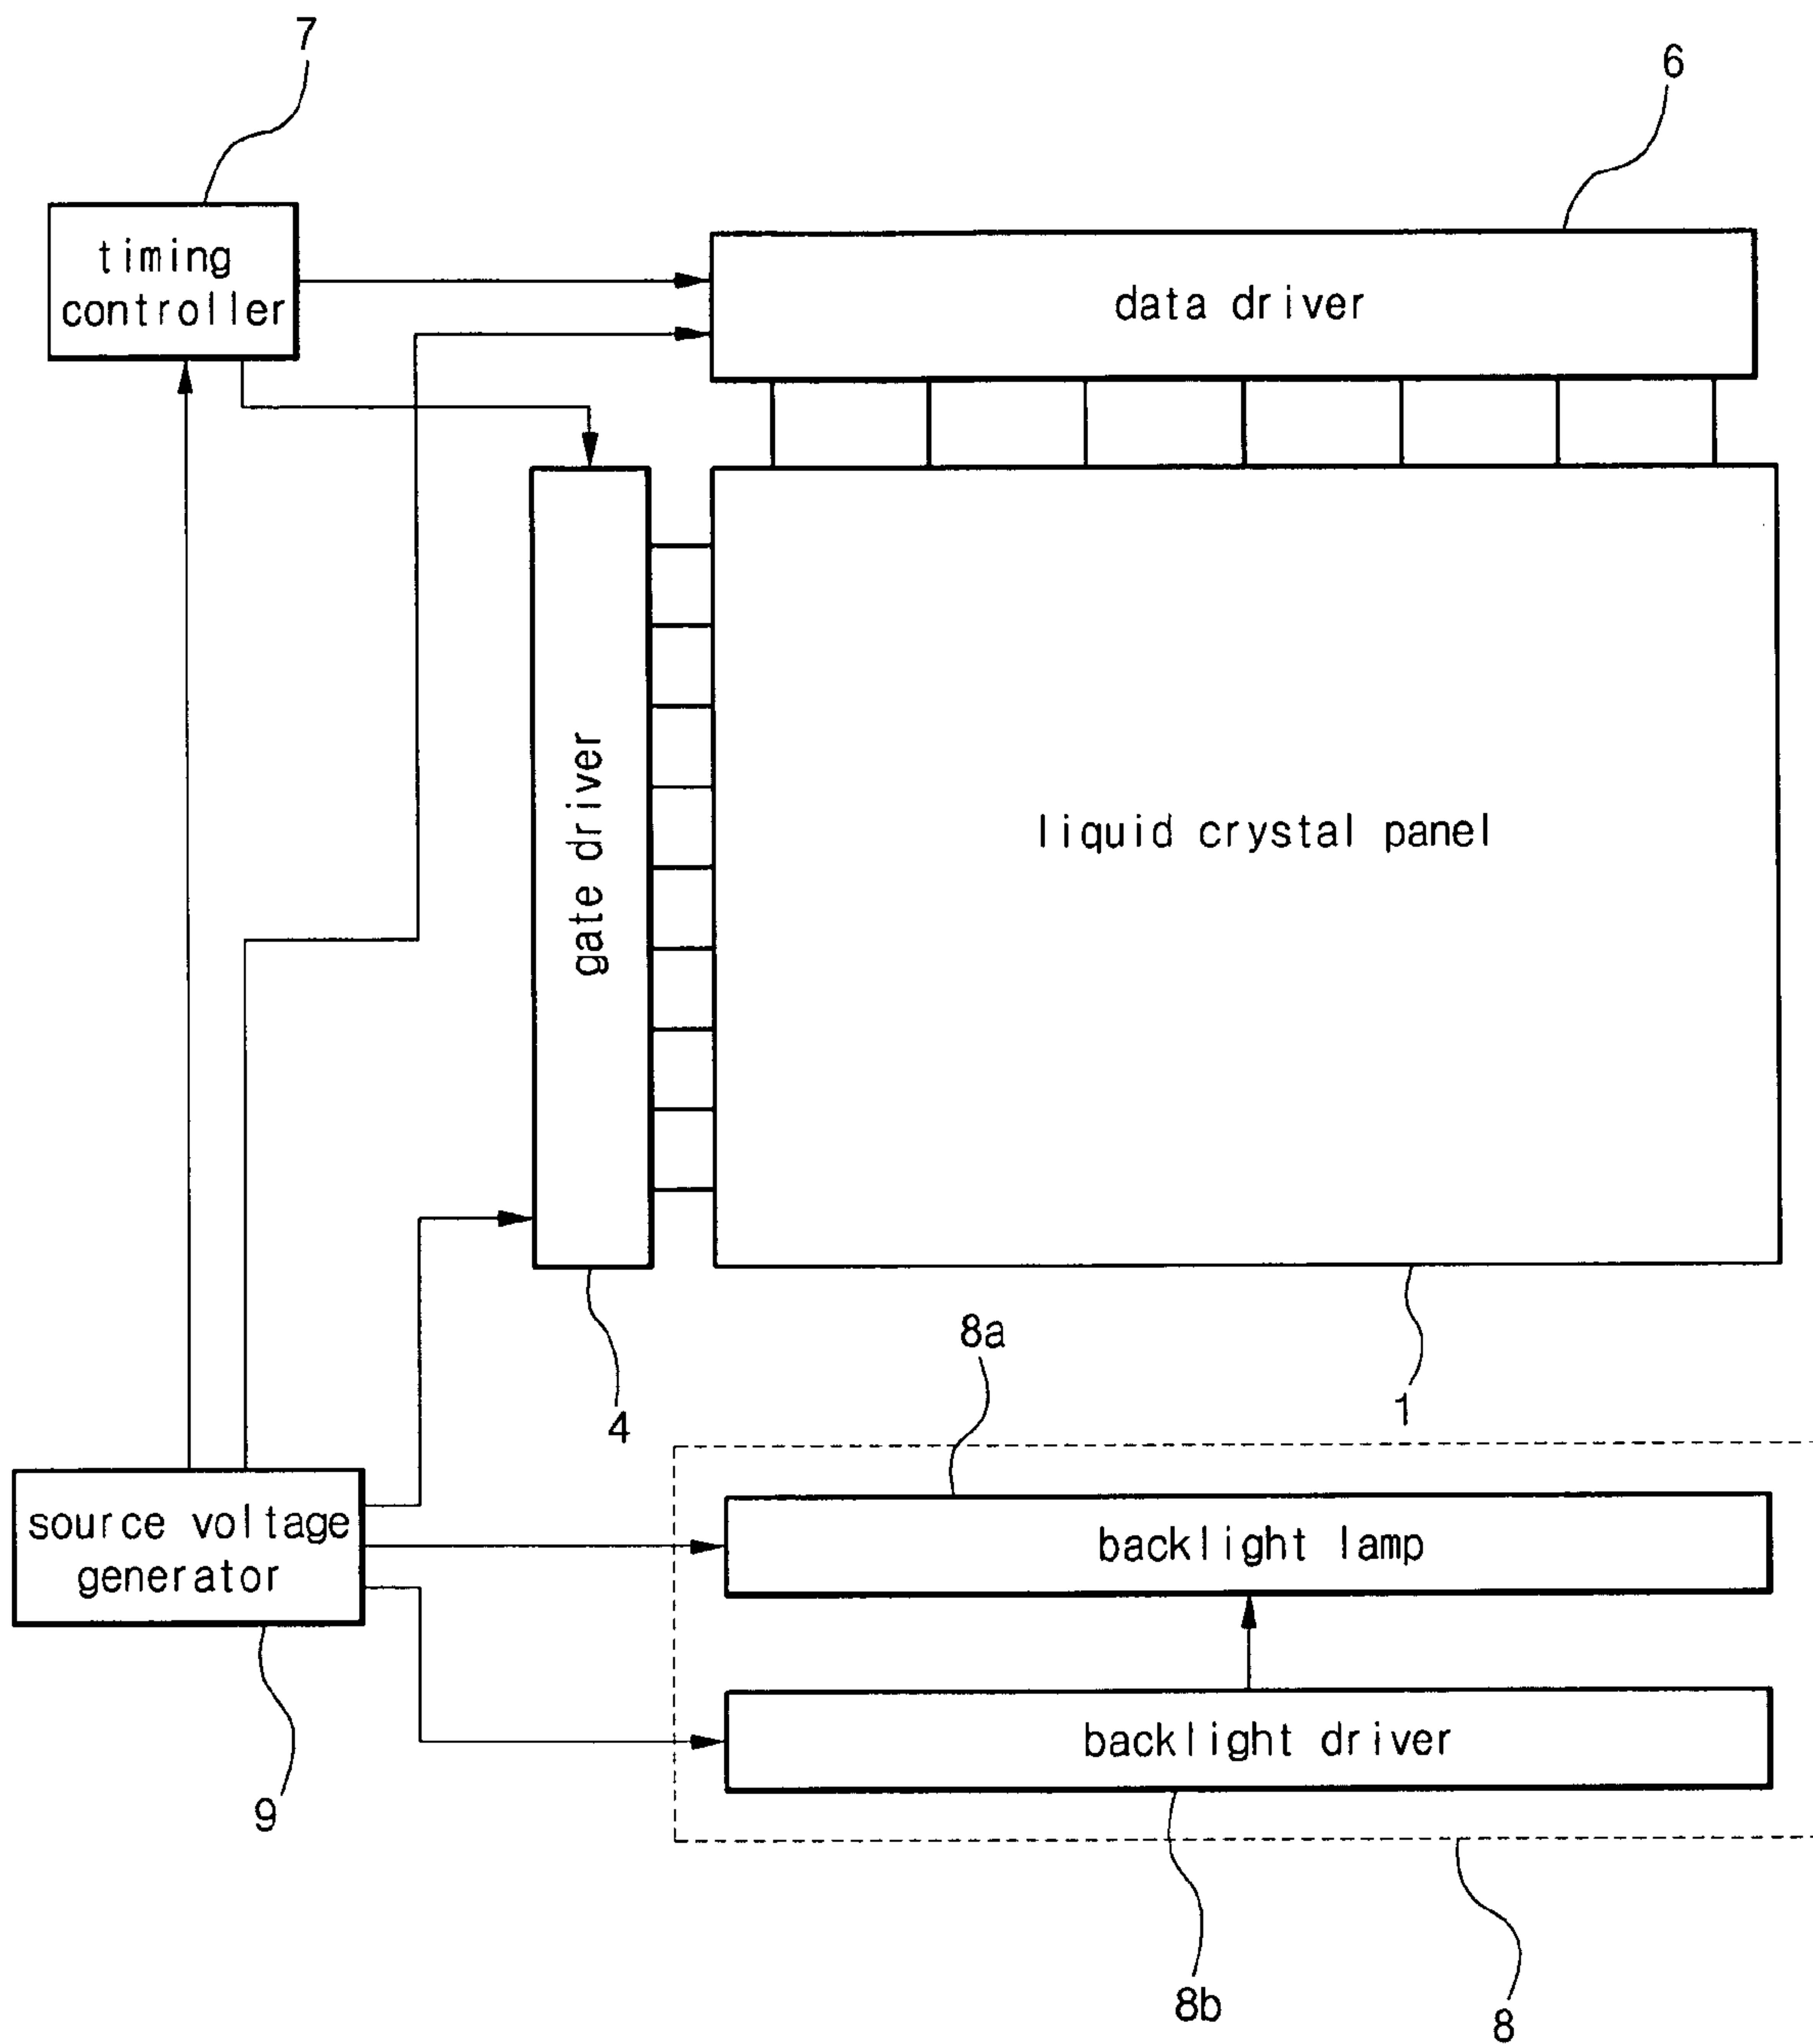 7
6
timing
controller
data driver
gate driver
liquid crystal panel
8a
1
4
source voltage
generator
backlight lamp
backlight driver
9
8b
8